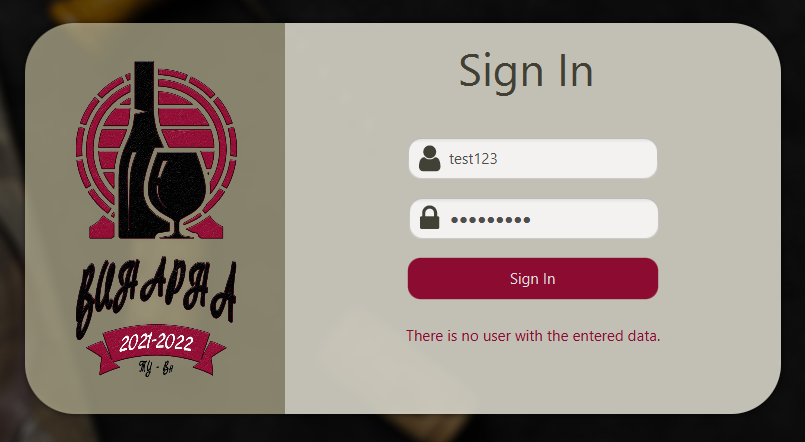 ВИНАРНА
2021-2022
ТУ - Вн
Sign In
test123
Sign In
There is no user with the entered data.